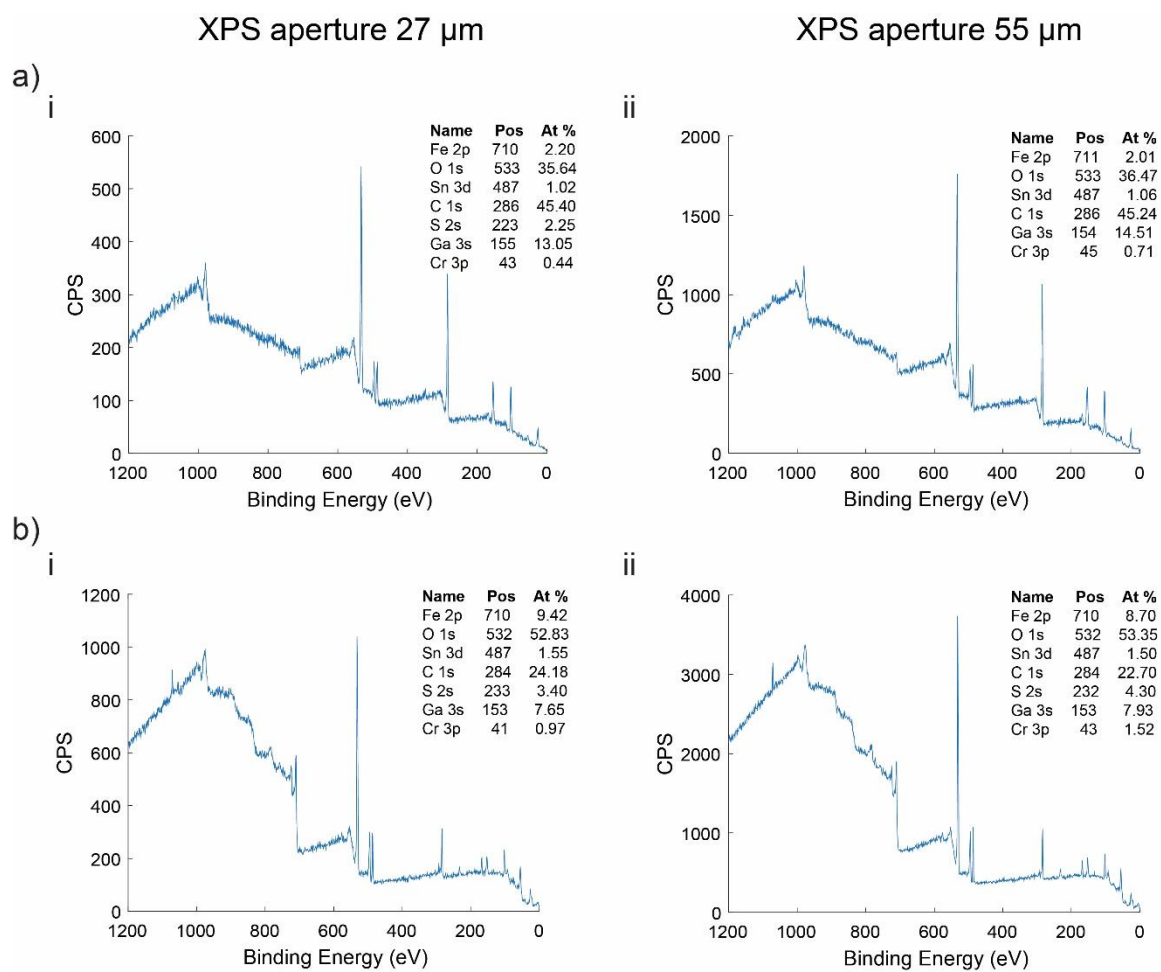 XPS aperture 27 µm
XPS aperture 55 µm
a)
i
Name Pos At %
Fe 2p 710 2.20
O 1s 533 35.64
Sn 3d 487 1.02
C 1s 286 45.40
S 2s 223 2.25
Ga 3s 155 13.05
Cr 3p 43 0.44
600
500
400
300
200
100
0
CPS
1200 1000 800 600 400 200 0
Binding Energy (eV)
ii
Name Pos At %
Fe 2p 711 2.01
O 1s 533 36.47
Sn 3d 487 1.06
C 1s 286 45.24
Ga 3s 154 14.51
Cr 3p 45 0.71
2000
1500
1000
500
0
CPS
1200 1000 800 600 400 200 0
Binding Energy (eV)
b)
i
Name Pos At %
Fe 2p 710 9.42
O 1s 532 52.83
Sn 3d 487 1.55
C 1s 284 24.18
S 2s 233 3.40
Ga 3s 153 7.65
Cr 3p 41 0.97
1200
1000
800
600
400
200
0
CPS
1200 1000 800 600 400 200 0
Binding Energy (eV)
ii
Name Pos At %
Fe 2p 710 8.70
O 1s 532 53.35
Sn 3d 487 1.50
C 1s 284 22.70
S 2s 232 4.30
Ga 3s 153 7.93
Cr 3p 43 1.52
4000
3000
2000
1000
0
CPS
1200 1000 800 600 400 200 0
Binding Energy (eV)